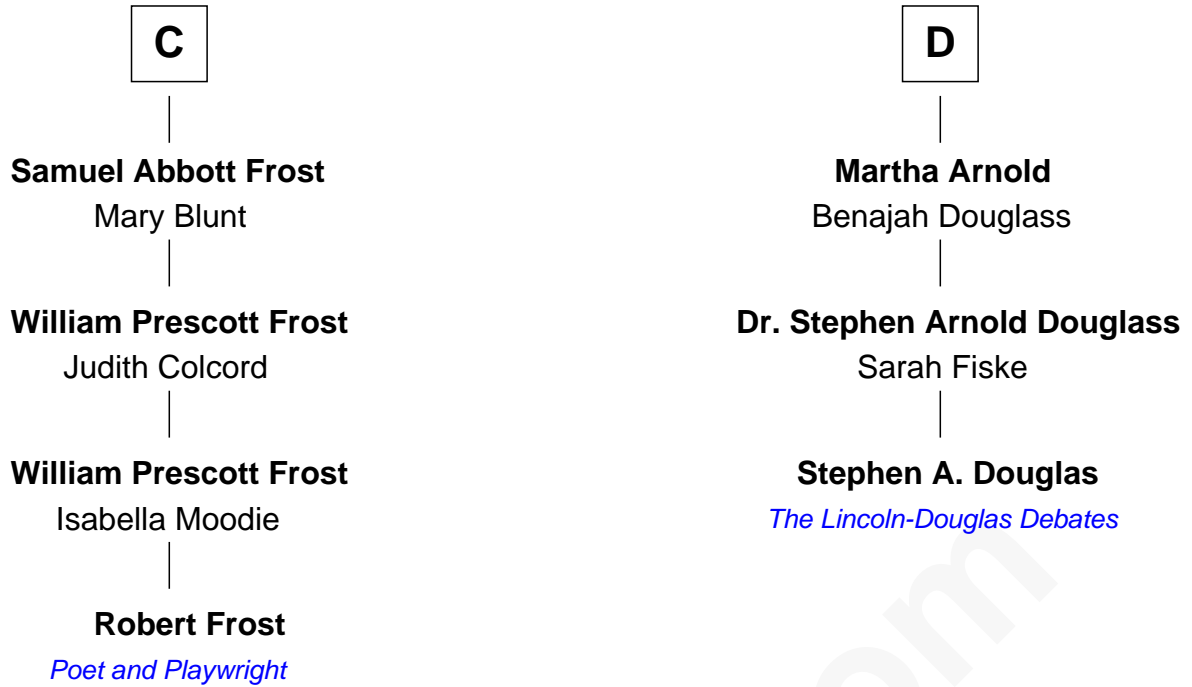 C
Samuel Abbott Frost
Mary Blunt
William Prescott Frost
Judith Colcord
William Prescott Frost
Isabella Moodie
Robert Frost
Poet and Playwright
D
Martha Arnold
Benajah Douglass
Dr. Stephen Arnold Douglass
Sarah Fiske
Stephen A. Douglas
The Lincoln-Douglas Debates
om